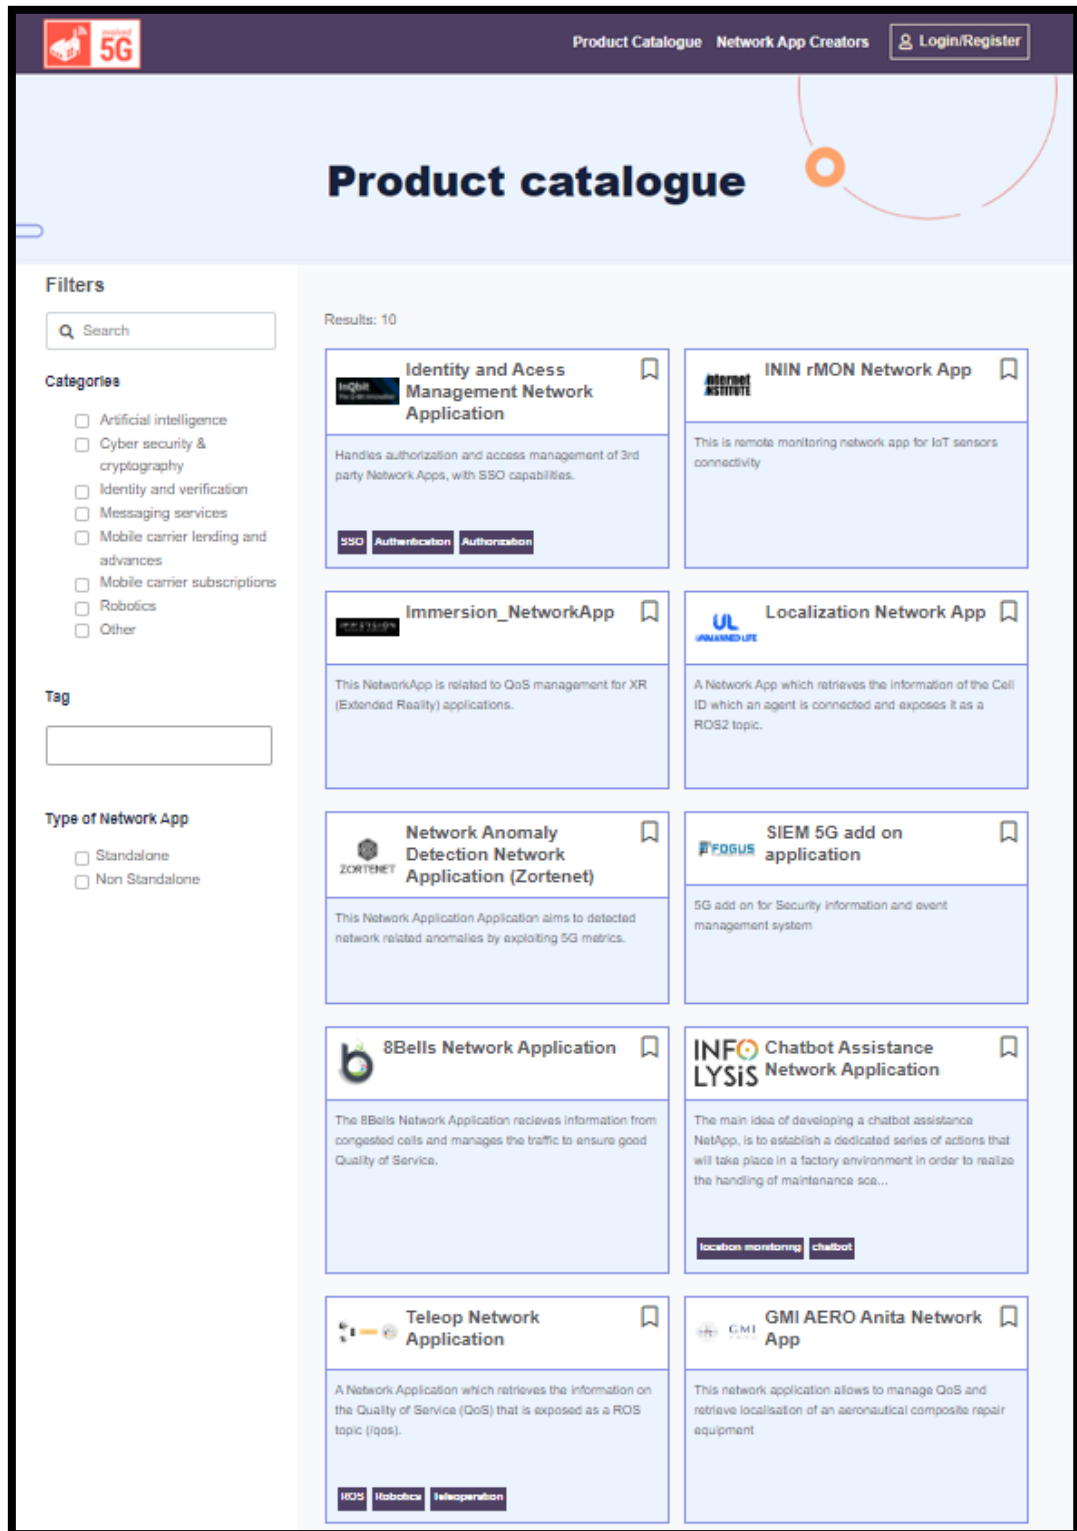 evolved
5G
Product Catalogue Network App Creators Login/Register
Product catalogue
Filters
Search
Categories
Artificial intelligence
Cyber security &
cryptography
Identity and verification
Messaging services
Mobile carrier lending and
advances
Mobile carrier subscriptions
Robotics
Other
Tag
Type of Network App
Standalone
Non Standalone
Results: 10
InQbit
Identity and Acess
Management Network
Application
Handles authorization and access management of 3rd
party Network Apps, with SSO capabilities.
SSO Authentication Authorization
Internet
INSTITUTE
ININ rMON Network App
This is remote monitoring network app for IoT sensors
connectivity
IMMERSION
Immersion_NetworkApp
This NetworkApp is related to QoS management for XR
(Extended Reality) applications.
UL
UNMANNED LIFE
Localization Network App
A Network App which retrieves the information of the Cell
ID which an agent is connected and exposes it as a
ROS2 topic.
ZORTENET
Network Anomaly
Detection Network
Application (Zortenet)
This Network Application Application aims to detected
network related anomalies by exploiting 5G metrics.
FOGUS
SIEM 5G add on
application
5G add on for Security information and event
management system
b
8Bells Network Application
The 8Bells Network Application recieves information from
congested cells and manages the traffic to ensure good
Quality of Service.
INFO
LYSiS
Chatbot Assistance
Network Application
The main idea of developing a chatbot assistance
NetApp, is to establish a dedicated series of actions that
will take place in a factory environment in order to realize
the handling of maintenance sce...
location monitoring chatbot
Teleop Network
Application
A Network Application which retrieves the information on
the Quality of Service (QoS) that is exposed as a ROS
topic (/qos).
ROS Robotics Teleoperation
GMI
GMI AERO Anita Network
App
This network application allows to manage QoS and
retrieve localisation of an aeronautical composite repair
equipment